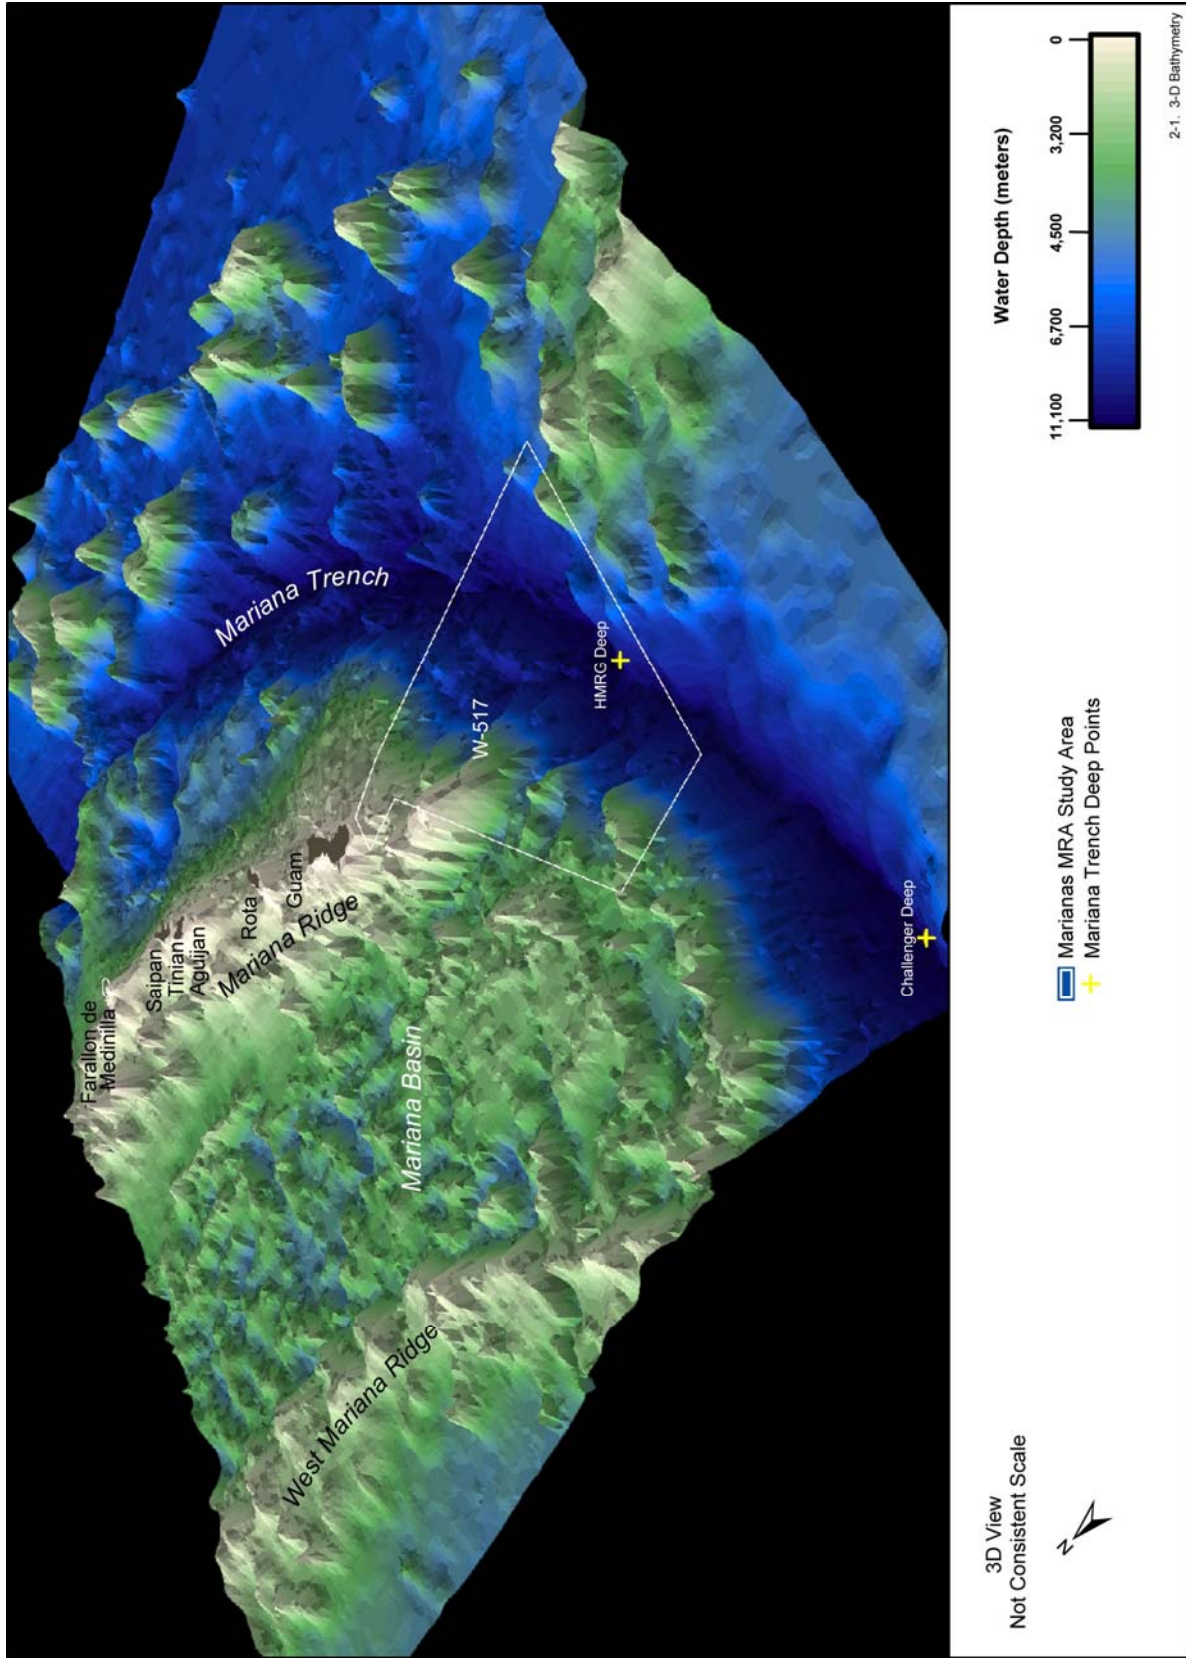 Farallon de
Medinilla
Saipan
Tinian
Agujan
Rota
Guam
Mariana Ridge
Mariana Trench
Mariana Basin
West Mariana Ridge
W-517
HMRG Deep
Challenger Deep
3D View
Not Consistent Scale
N
Marianas MRA Study Area
Mariana Trench Deep Points
Water Depth (meters)
11,100
6,700
4,500
3,200
0
2-1. 3-D Bathymetry